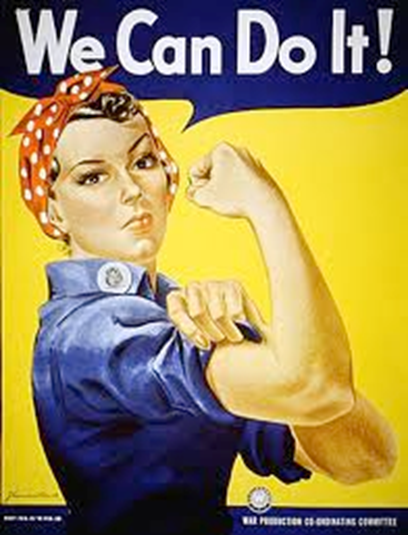 We Can Do It!
WAR PRODUCTION CO-ORDINATING COMMITTEE